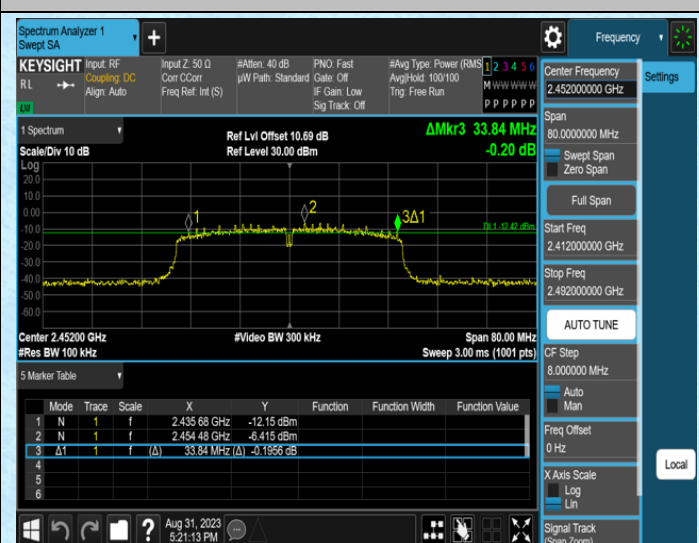 Spectrum Analyzer 1
Swept SA
+
Frequency
KEYSIGHT
RL
LXI
Input: RF
Coupling: DC
Align: Auto
Input Z: 50 Ω
Corr CCorr
Freq Ref: Int (S)
#Atten: 40 dB
µW Path: Standard
PNO: Fast
Gate: Off
IF Gain: Low
Sig Track: Off
#Avg Type: Power (RMS
Avg|Hold: 100/100
Trig: Free Run
1 2 3 4 5 6
M W W W W W
P P P P P P
1 Spectrum
Scale/Div 10 dB
Ref Lvl Offset 10.69 dB
Ref Level 30.00 dBm
ΔMkr3 33.84 MHz
-0.20 dB
Log
20.0
10.0
0.00
-10.0
-20.0
-30.0
-40.0
-50.0
-60.0
1
2
3Δ1
DL1 -12.42 dBm
Center 2.45200 GHz
#Res BW 100 kHz
#Video BW 300 kHz
Span 80.00 MHz
Sweep 3.00 ms (1001 pts)
5 Marker Table
Mode Trace Scale X Y Function Function Width Function Value
1 N 1 f 2.435 68 GHz -12.15 dBm
2 N 1 f 2.454 48 GHz -6.415 dBm
3 Δ1 1 f (Δ) 33.84 MHz (Δ) -0.1956 dB
4
5
6
?
Aug 31, 2023
5:21:13 PM
Center Frequency
2.452000000 GHz
Span
80.0000000 MHz
Swept Span
Zero Span
Full Span
Start Freq
2.412000000 GHz
Stop Freq
2.492000000 GHz
AUTO TUNE
CF Step
8.000000 MHz
Auto
Man
Freq Offset
0 Hz
X Axis Scale
Log
Lin
Signal Track
(Span Zoom)
Settings
Local